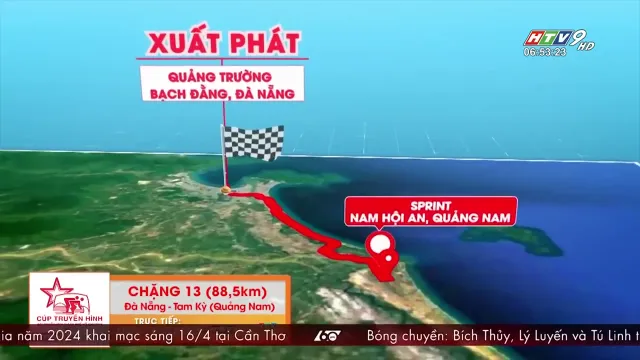 XUẤT PHÁT
QUẢNG TRƯỜNG
BẠCH ĐẰNG, ĐÀ NẴNG
HTV9 HD
06:53:23
SPRINT
NAM HỘI AN, QUẢNG NAM
CHẶNG 13 (88,5km)
Đà Nẵng - Tam Kỳ (Quảng Nam)
CÚP TRUYỀN HÌNH
TRỰC TIẾP:
ia năm 2024 khai mạc sáng 16/4 tại Cần Thơ
Bóng chuyền: Bích Thủy, Lý Luyến và Tú Linh